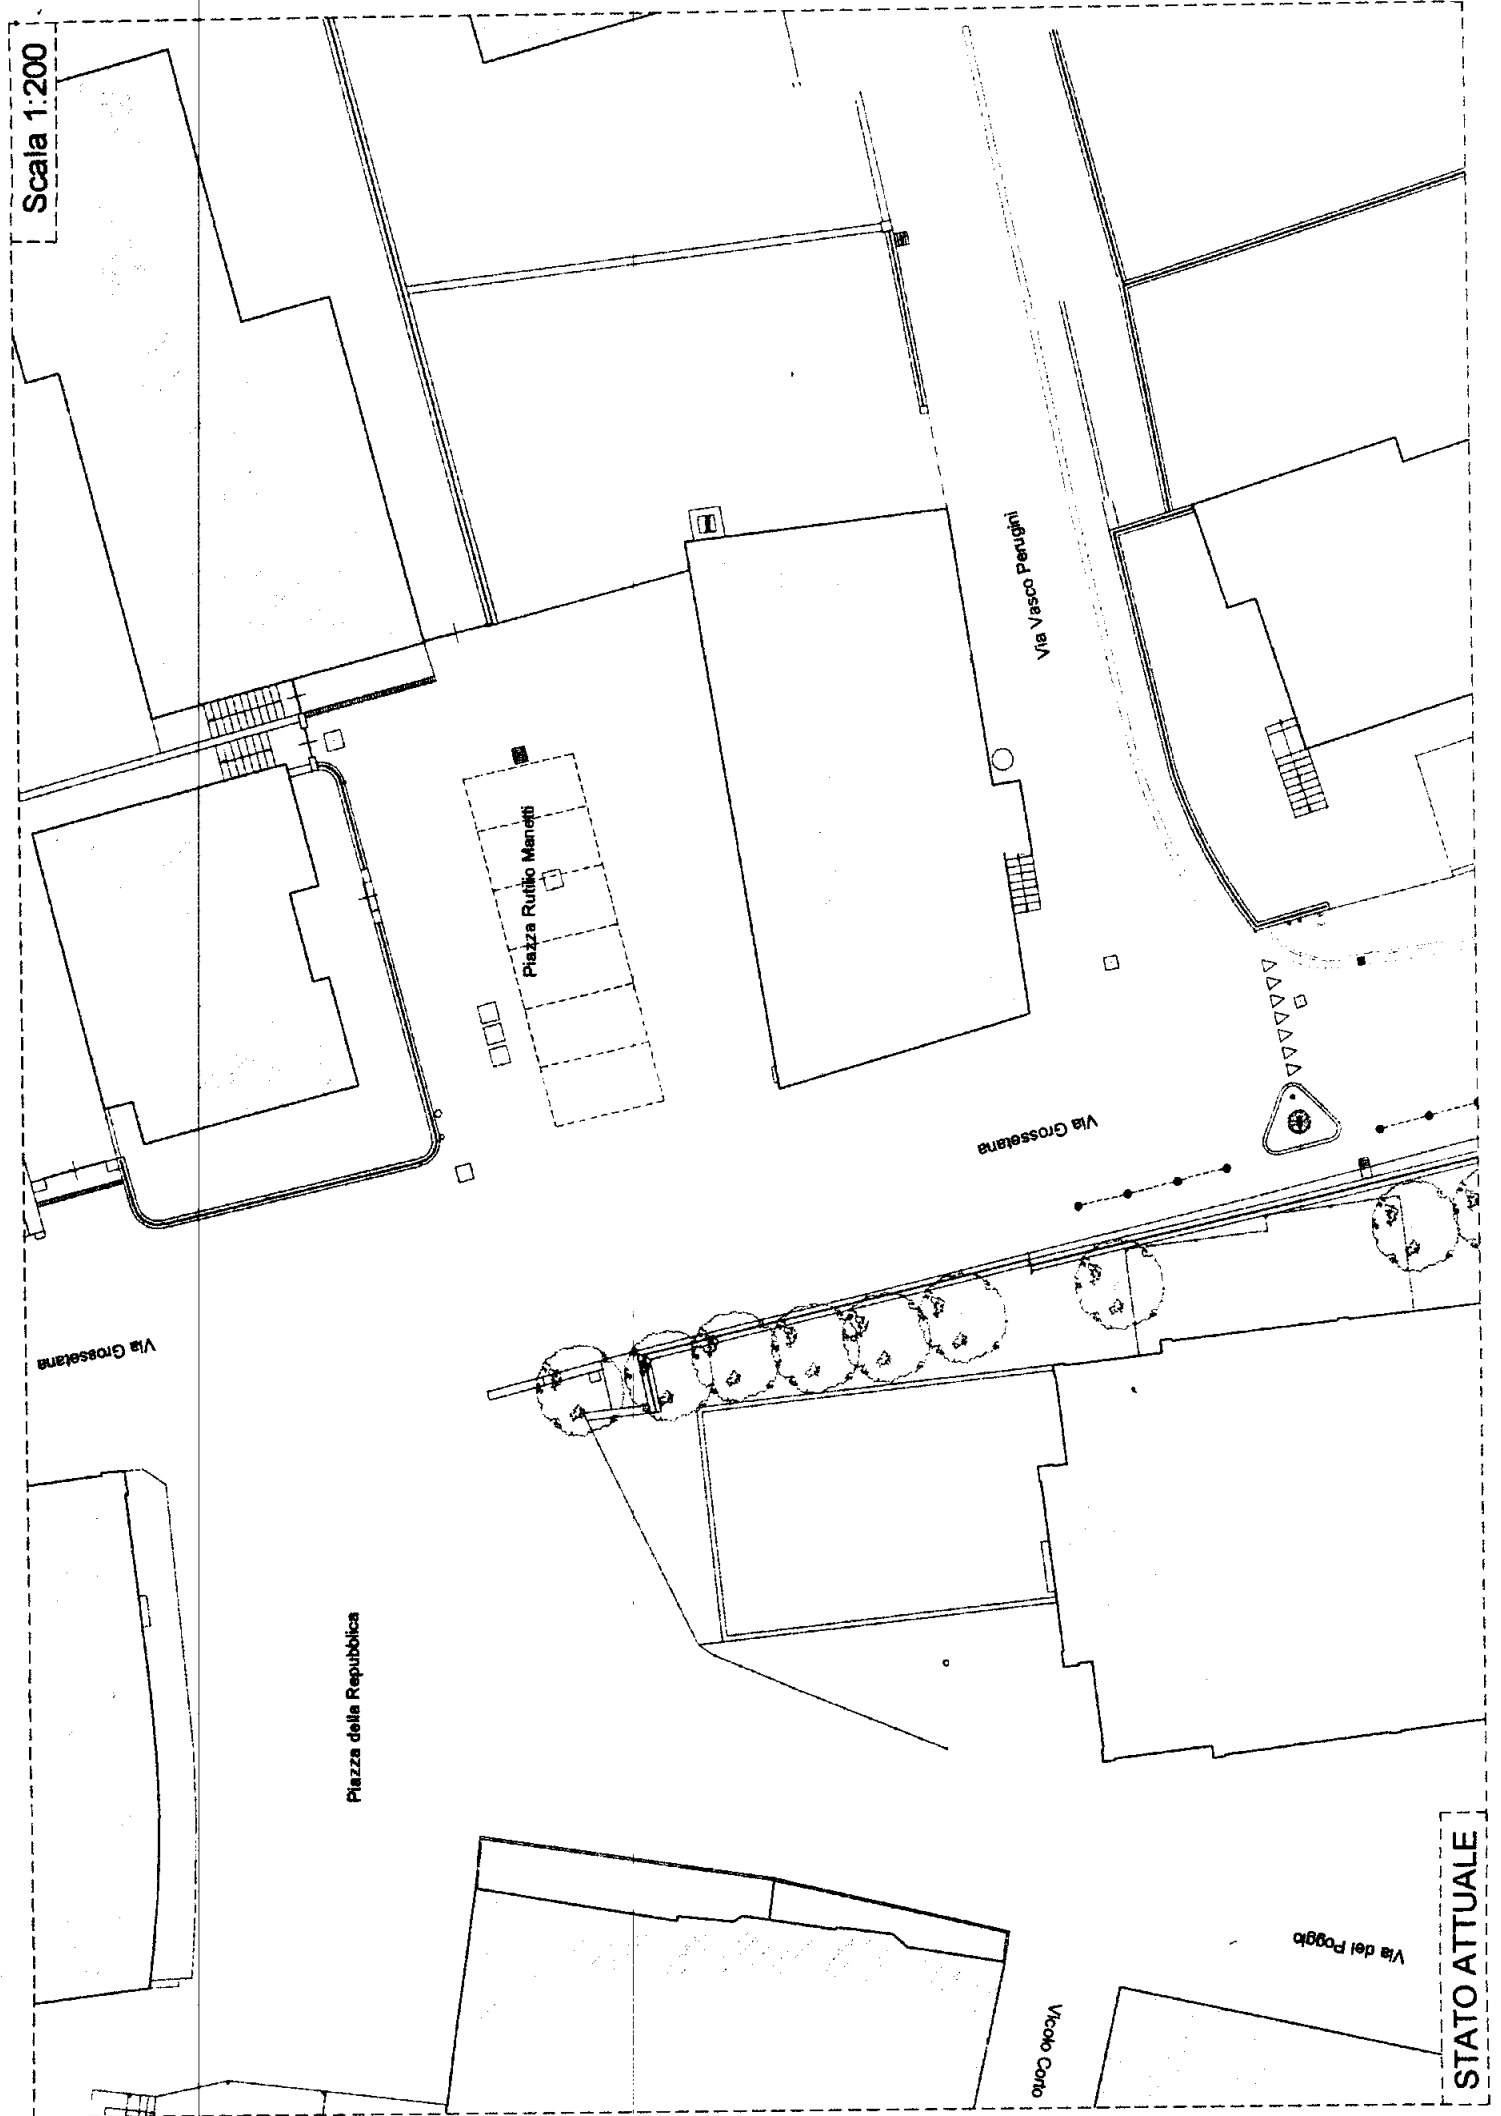 Scala 1:200
Via Vasco Perugini
Piazza Rutilio Manetti
Via Grossetana
Via Grossetana
Piazza della Repubblica
Via del Poggio
Vicolo Corto
STATO ATTUALE